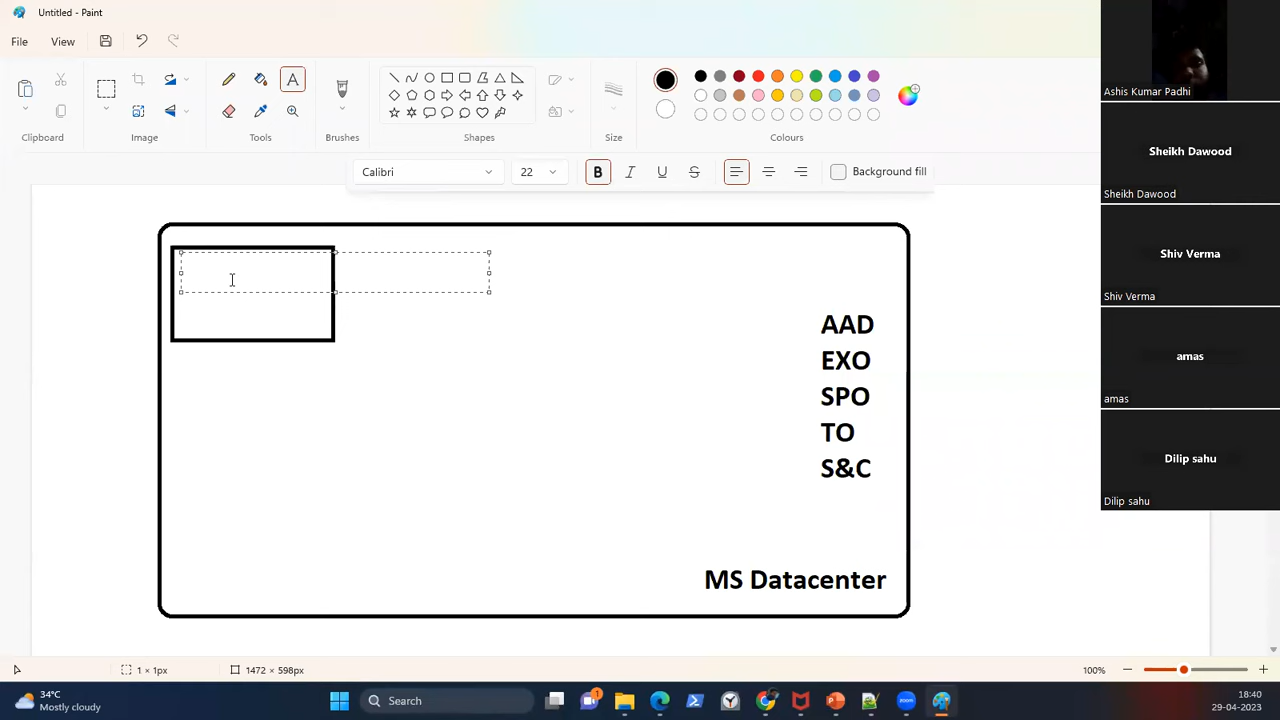 Untitled - Paint
File View
Clipboard
Image
Tools
Brushes
Shapes
Size
Colours
Calibri 22 B I U S Background fill
AAD
EXO
SPO
TO
S&C
MS Datacenter
Ashis Kumar Padhi
Sheikh Dawood
Sheikh Dawood
Shiv Verma
Shiv Verma
amas
amas
Dilip sahu
Dilip sahu
1 × 1px
1472 × 598px
100%
34°C
Mostly cloudy
Search
1
zoom
18:40
29-04-2023